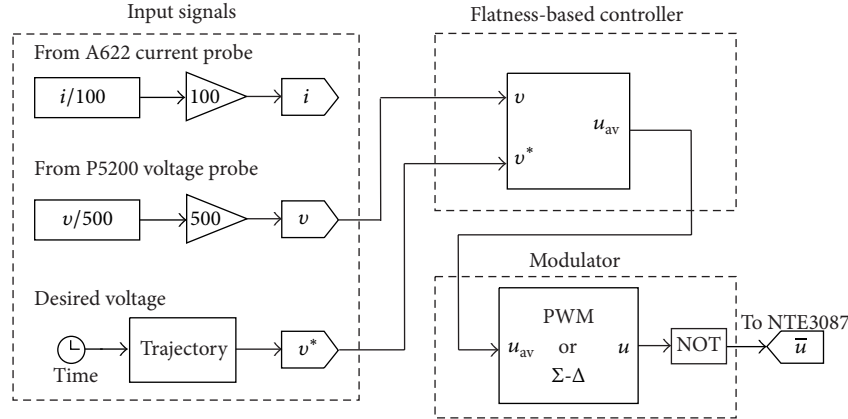 Input signals
From A622 current probe
i/100
100
i
From P5200 voltage probe
υ/500
500
υ
Desired voltage
Time
Trajectory
υ*
Flatness-based controller
υ
υ*
u_av
Modulator
u_av
PWM
or
Σ-Δ
u
NOT
To NTE3087
u̅